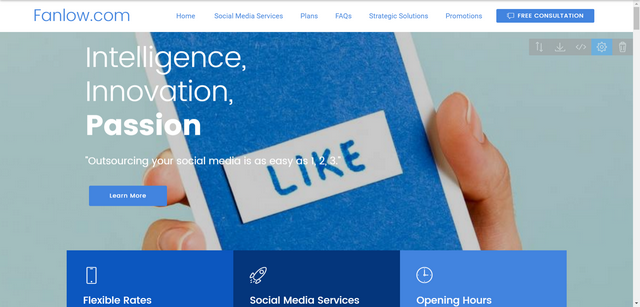 Fanlow.com
Home Social Media Services Plans FAQs Strategic Solutions Promotions FREE CONSULTATION
Intelligence,
Innovation,
Passion
"Outsourcing your social media is as easy as 1, 2, 3."
LIKE
Learn More
Flexible Rates Social Media Services Opening Hours